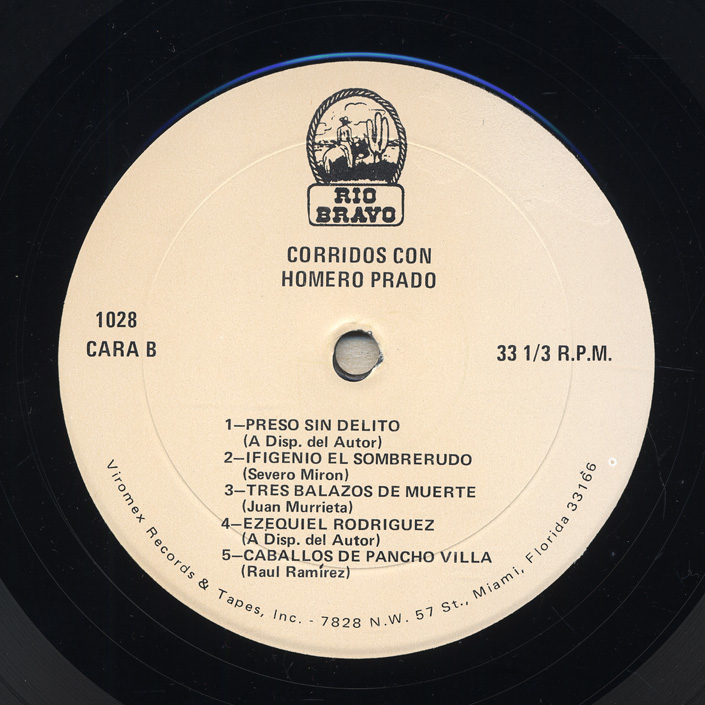 RIO
BRAVO
CORRIDOS CON
HOMERO PRADO
1028
CARA B
33 1/3 R.P.M.
1—PRESO SIN DELITO
(A Disp. del Autor)
2—IFIGENIO EL SOMBRERUDO
(Severo Miron)
3—TRES BALAZOS DE MUERTE
(Juan Murrieta)
4—EZEQUIEL RODRIGUEZ
(A Disp. del Autor)
5—CABALLOS DE PANCHO VILLA
(Raul Ramírez)
Viromex Records & Tapes, Inc. - 7828 N.W. 57 St., Miami, Florida 33166